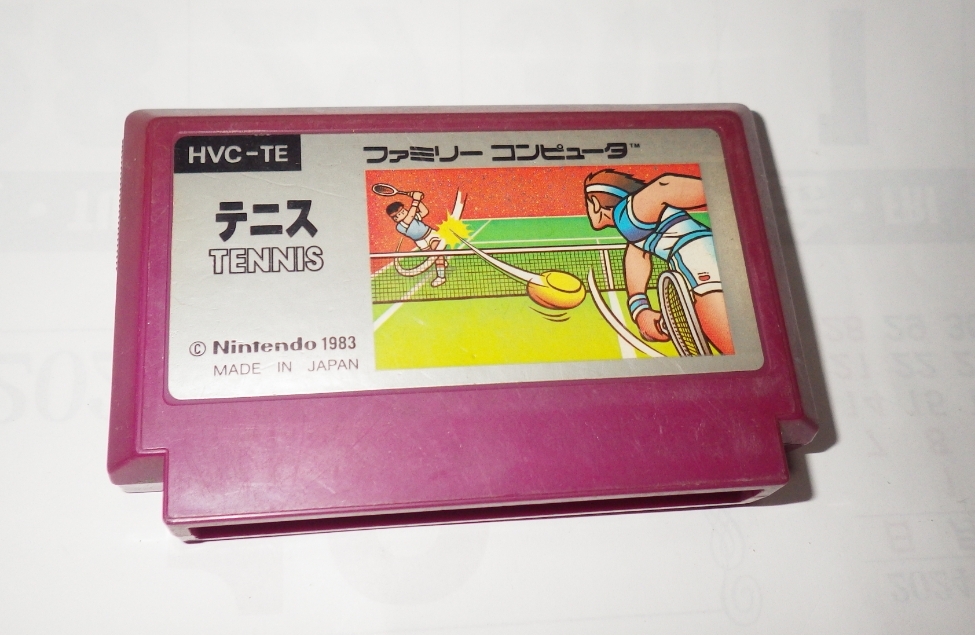 HVC-TE
ファミリー コンピュータ™
テニス
TENNIS
© Nintendo 1983
MADE IN JAPAN